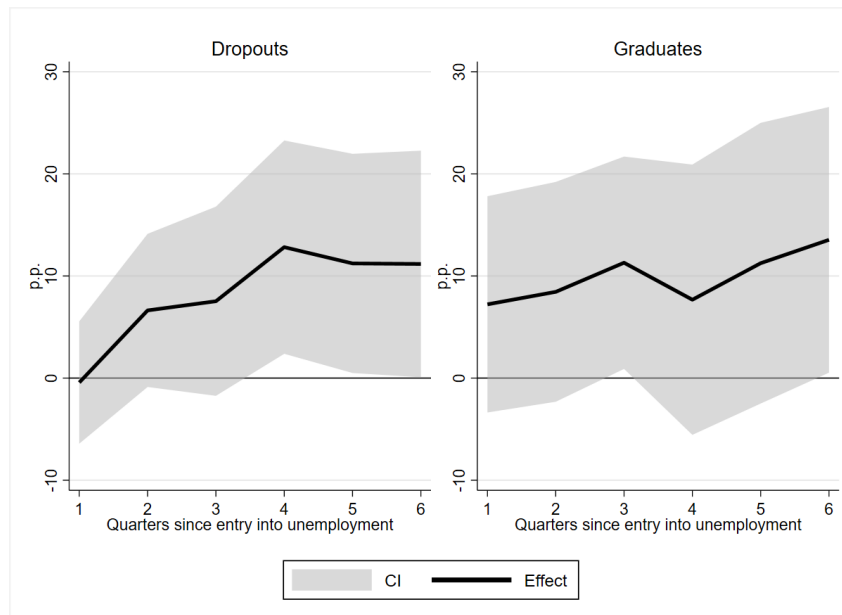 Dropouts
30
20
10
0
-10
p.p.
1 2 3 4 5 6
Quarters since entry into unemployment
Graduates
30
20
10
0
-10
p.p.
1 2 3 4 5 6
Quarters since entry into unemployment
CI Effect